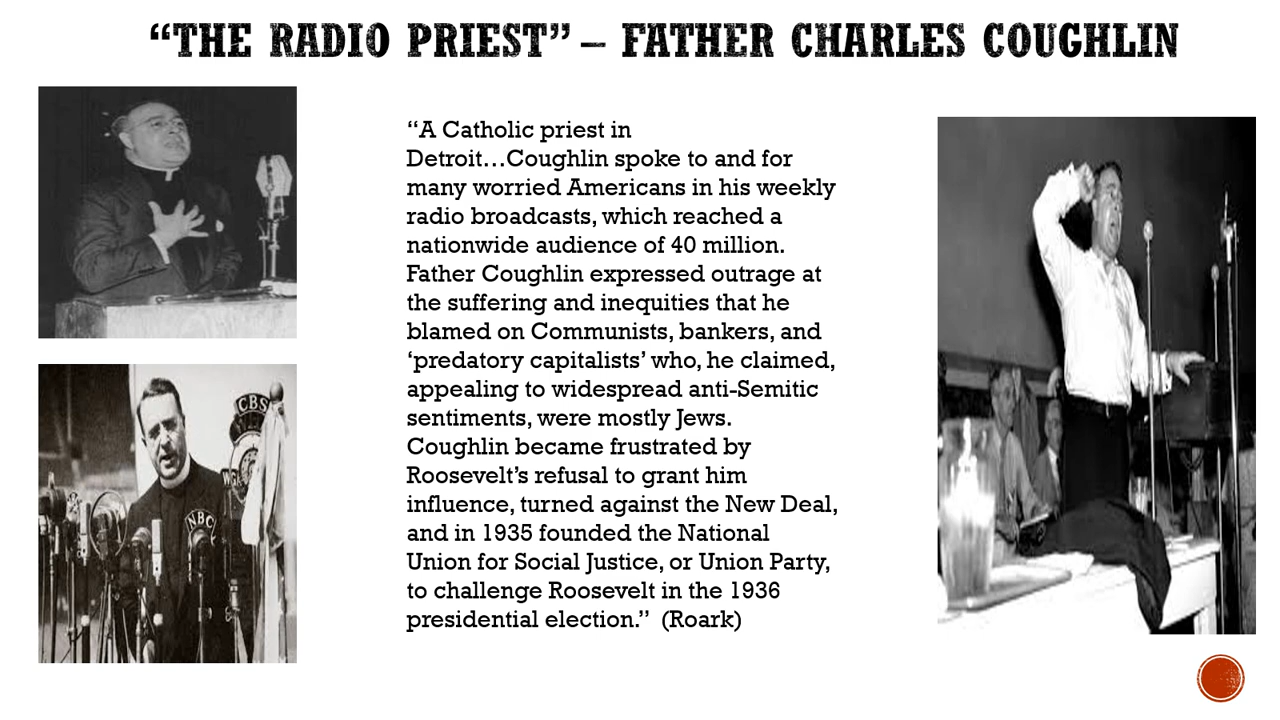 “THE RADIO PRIEST” – FATHER CHARLES COUGHLIN
“A Catholic priest in
Detroit…Coughlin spoke to and for
many worried Americans in his weekly
radio broadcasts, which reached a
nationwide audience of 40 million.
Father Coughlin expressed outrage at
the suffering and inequities that he
blamed on Communists, bankers, and
‘predatory capitalists’ who, he claimed,
appealing to widespread anti-Semitic
sentiments, were mostly Jews.
Coughlin became frustrated by
Roosevelt’s refusal to grant him
influence, turned against the New Deal,
and in 1935 founded the National
Union for Social Justice, or Union Party,
to challenge Roosevelt in the 1936
presidential election.” (Roark)
CBS
NBC